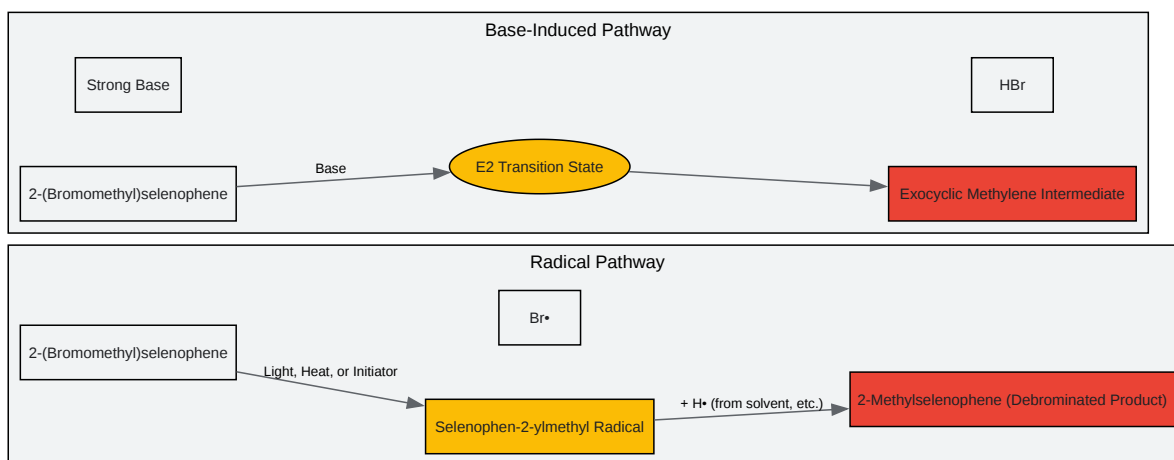 Base-Induced Pathway
Strong Base
HBr
2-(Bromomethyl)selenophene
Base
E2 Transition State
Exocyclic Methylene Intermediate
Radical Pathway
Br•
2-(Bromomethyl)selenophene
Light, Heat, or Initiator
Selenophen-2-ylmethyl Radical
+ H• (from solvent, etc.)
2-Methylselenophene (Debrominated Product)